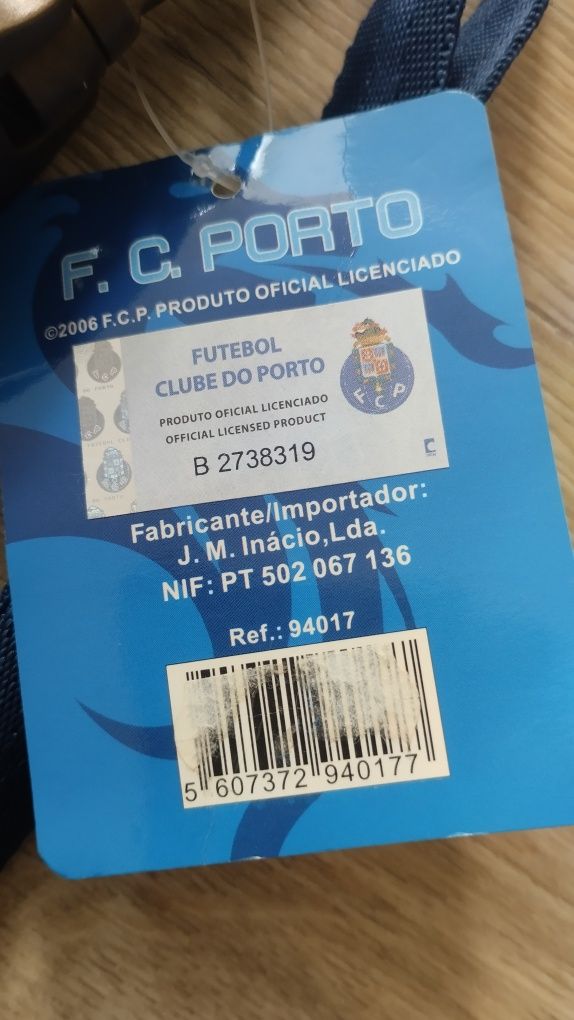 F. C. PORTO
©2006 F.C.P. PRODUTO OFICIAL LICENCIADO
FUTEBOL
CLUBE DO PORTO
PRODUTO OFICIAL LICENCIADO
OFFICIAL LICENSED PRODUCT
B 2738319
FCP
Fabricante/Importador:
J. M. Inácio,Lda.
NIF: PT 502 067 136
Ref.: 94017
5 607372 940177